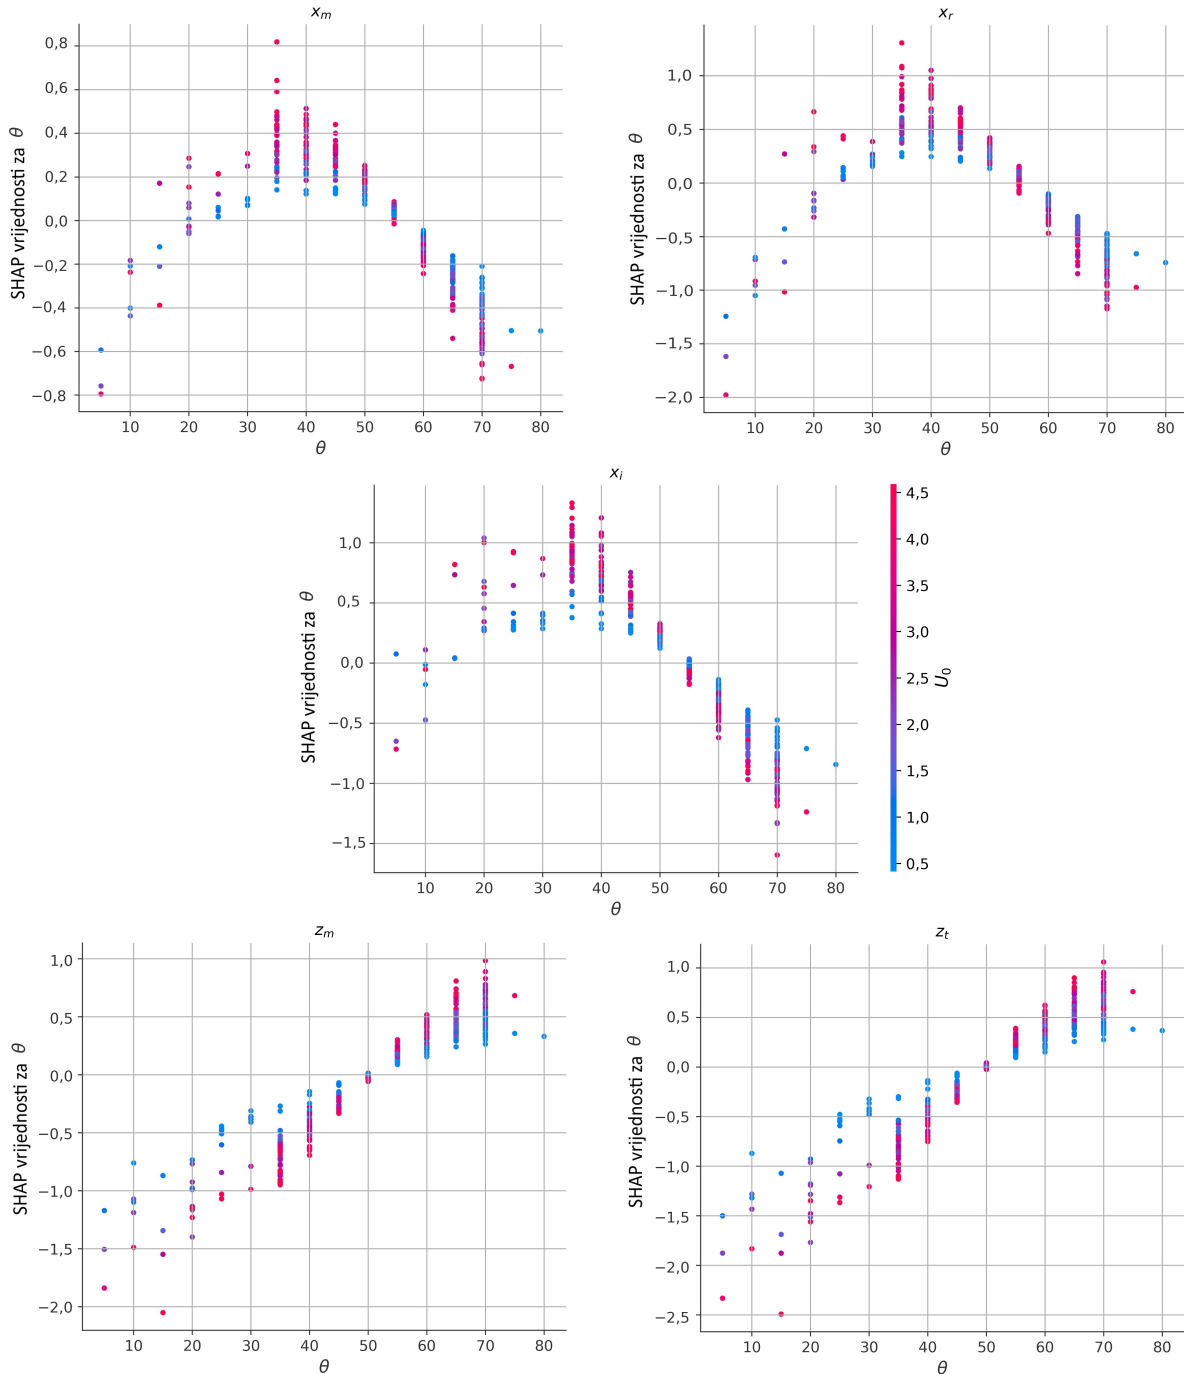 x_m
0,8
0,6
0,4
0,2
0,0
−0,2
−0,4
−0,6
−0,8
SHAP vrijednosti za θ
10 20 30 40 50 60 70 80
θ
x_r
1,0
0,5
0,0
−0,5
−1,0
−1,5
−2,0
SHAP vrijednosti za θ
10 20 30 40 50 60 70 80
θ
x_i
1,0
0,5
0,0
−0,5
−1,0
−1,5
SHAP vrijednosti za θ
10 20 30 40 50 60 70 80
θ
4,5
4,0
3,5
3,0
2,5
2,0
1,5
1,0
0,5
U_0
z_m
1,0
0,5
0,0
−0,5
−1,0
−1,5
−2,0
SHAP vrijednosti za θ
10 20 30 40 50 60 70 80
θ
z_t
1,0
0,5
0,0
−0,5
−1,0
−1,5
−2,0
−2,5
SHAP vrijednosti za θ
10 20 30 40 50 60 70 80
θ